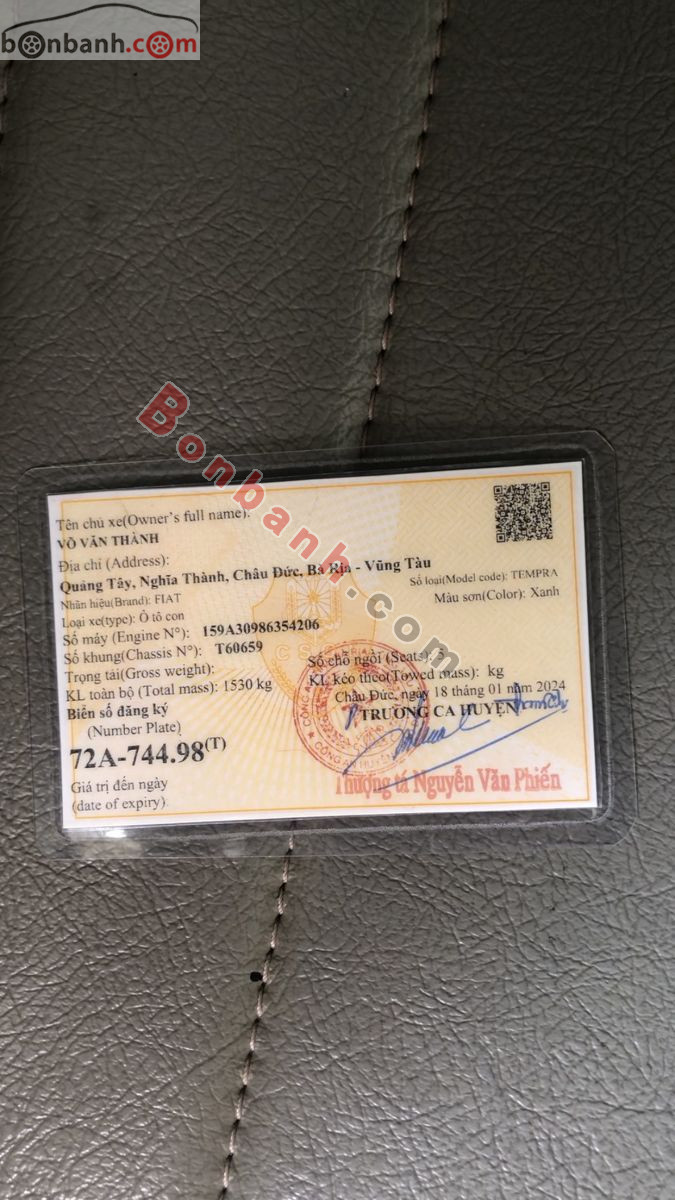 bonbanh.com
Bonbanh.com
Tên chủ xe(Owner's full name):
VÕ VĂN THÀNH
Địa chỉ (Address):
Quảng Tây, Nghĩa Thành, Châu Đức, Bà Rịa - Vũng Tàu
Nhãn hiệu(Brand): FIAT
Số loại(Model code): TEMPRA
Loại xe(type): Ô tô con
Màu sơn(Color): Xanh
Số máy (Engine N°): 159A30986354206
Số khung(Chassis N°): T60659
Số chỗ ngồi (Seats): 5
Trọng tải(Gross weight):
KL kéo theo(Towed mass): kg
KL toàn bộ (Total mass): 1530 kg
Châu Đức, ngày 18 tháng 01 năm 2024
Biển số đăng ký
(Number Plate)
TRƯỞNG CA HUYỆN
72A-744.98(T)
Thượng tá Nguyễn Văn Phiến
Giá trị đến ngày
(date of expiry)